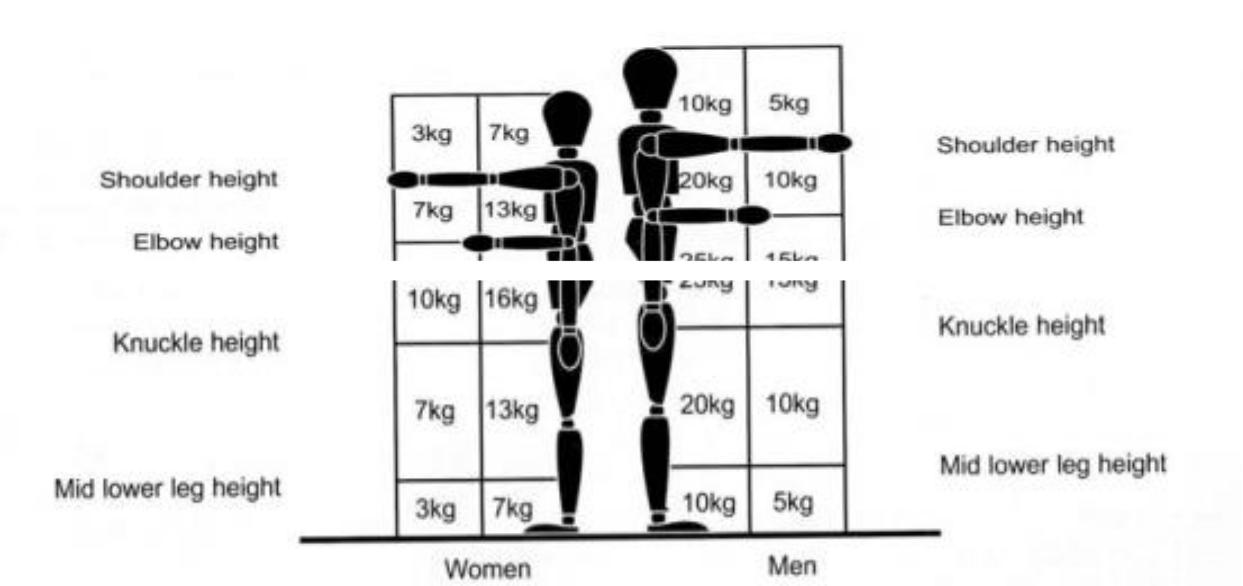 10kg 5kg
3kg 7kg
Shoulder height
Shoulder height
20kg 10kg
7kg 13kg
Elbow height
Elbow height
25kg 15kg
10kg 16kg
Knuckle height
Knuckle height
7kg 13kg
20kg 10kg
Mid lower leg height
Mid lower leg height
3kg 7kg
10kg 5kg
Women
Men